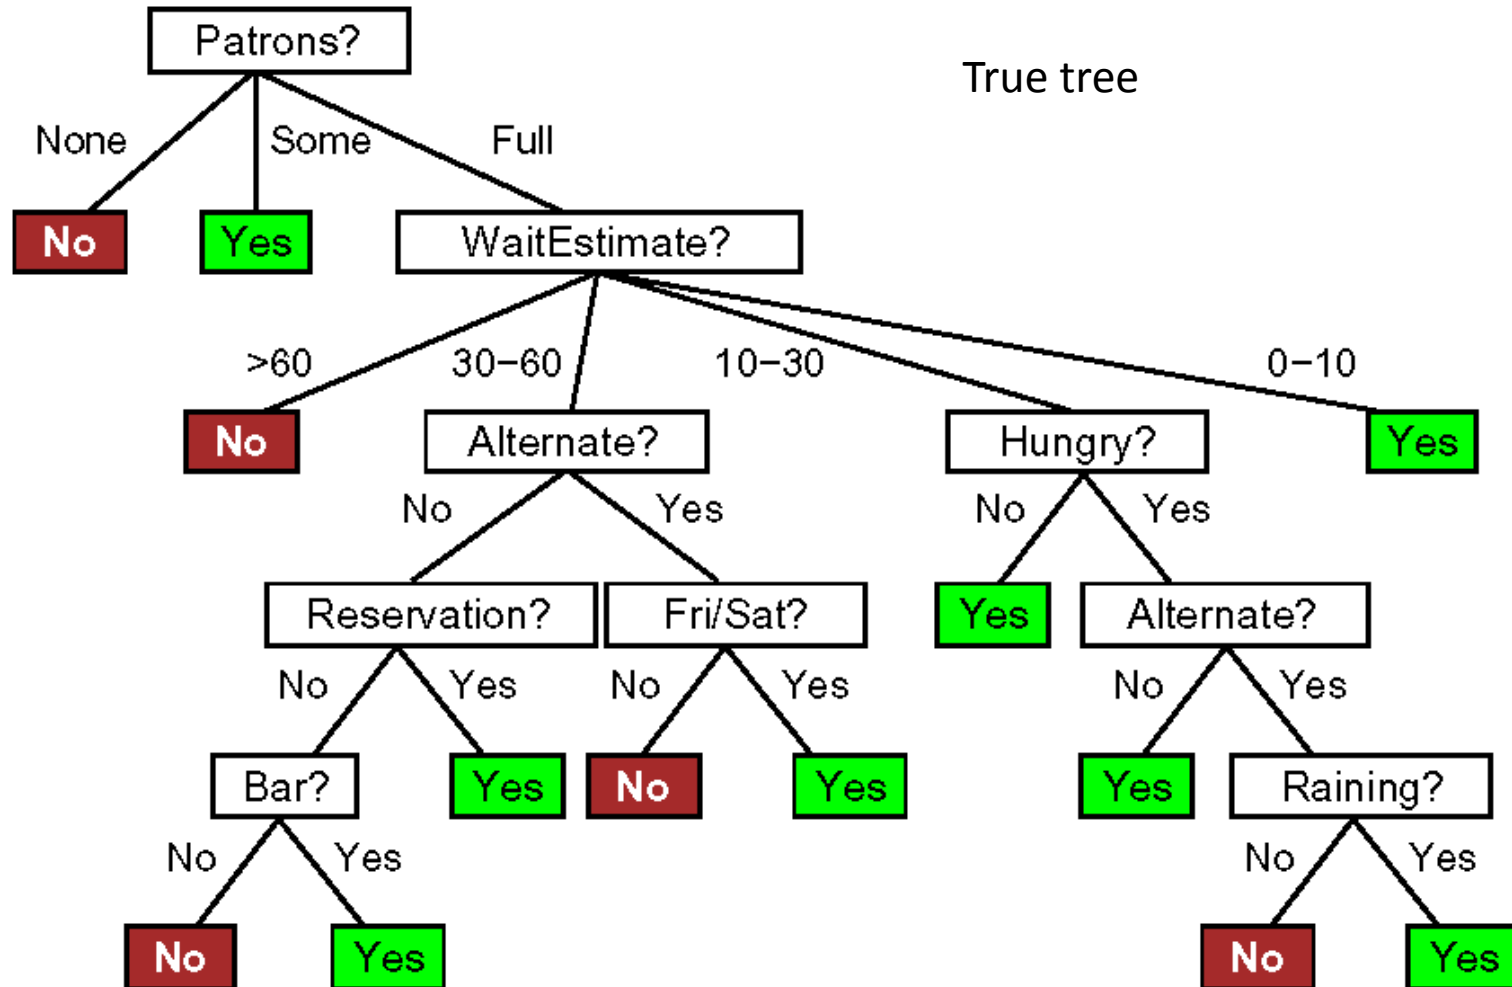 Patrons?
True tree
None Some Full
No Yes WaitEstimate?
>60 30–60 10–30 0–10
No Alternate? Hungry? Yes
No Yes No Yes
Reservation? Fri/Sat? Yes Alternate?
No Yes No Yes No Yes
Bar? Yes No Yes Yes Raining?
No Yes No Yes
No Yes No Yes